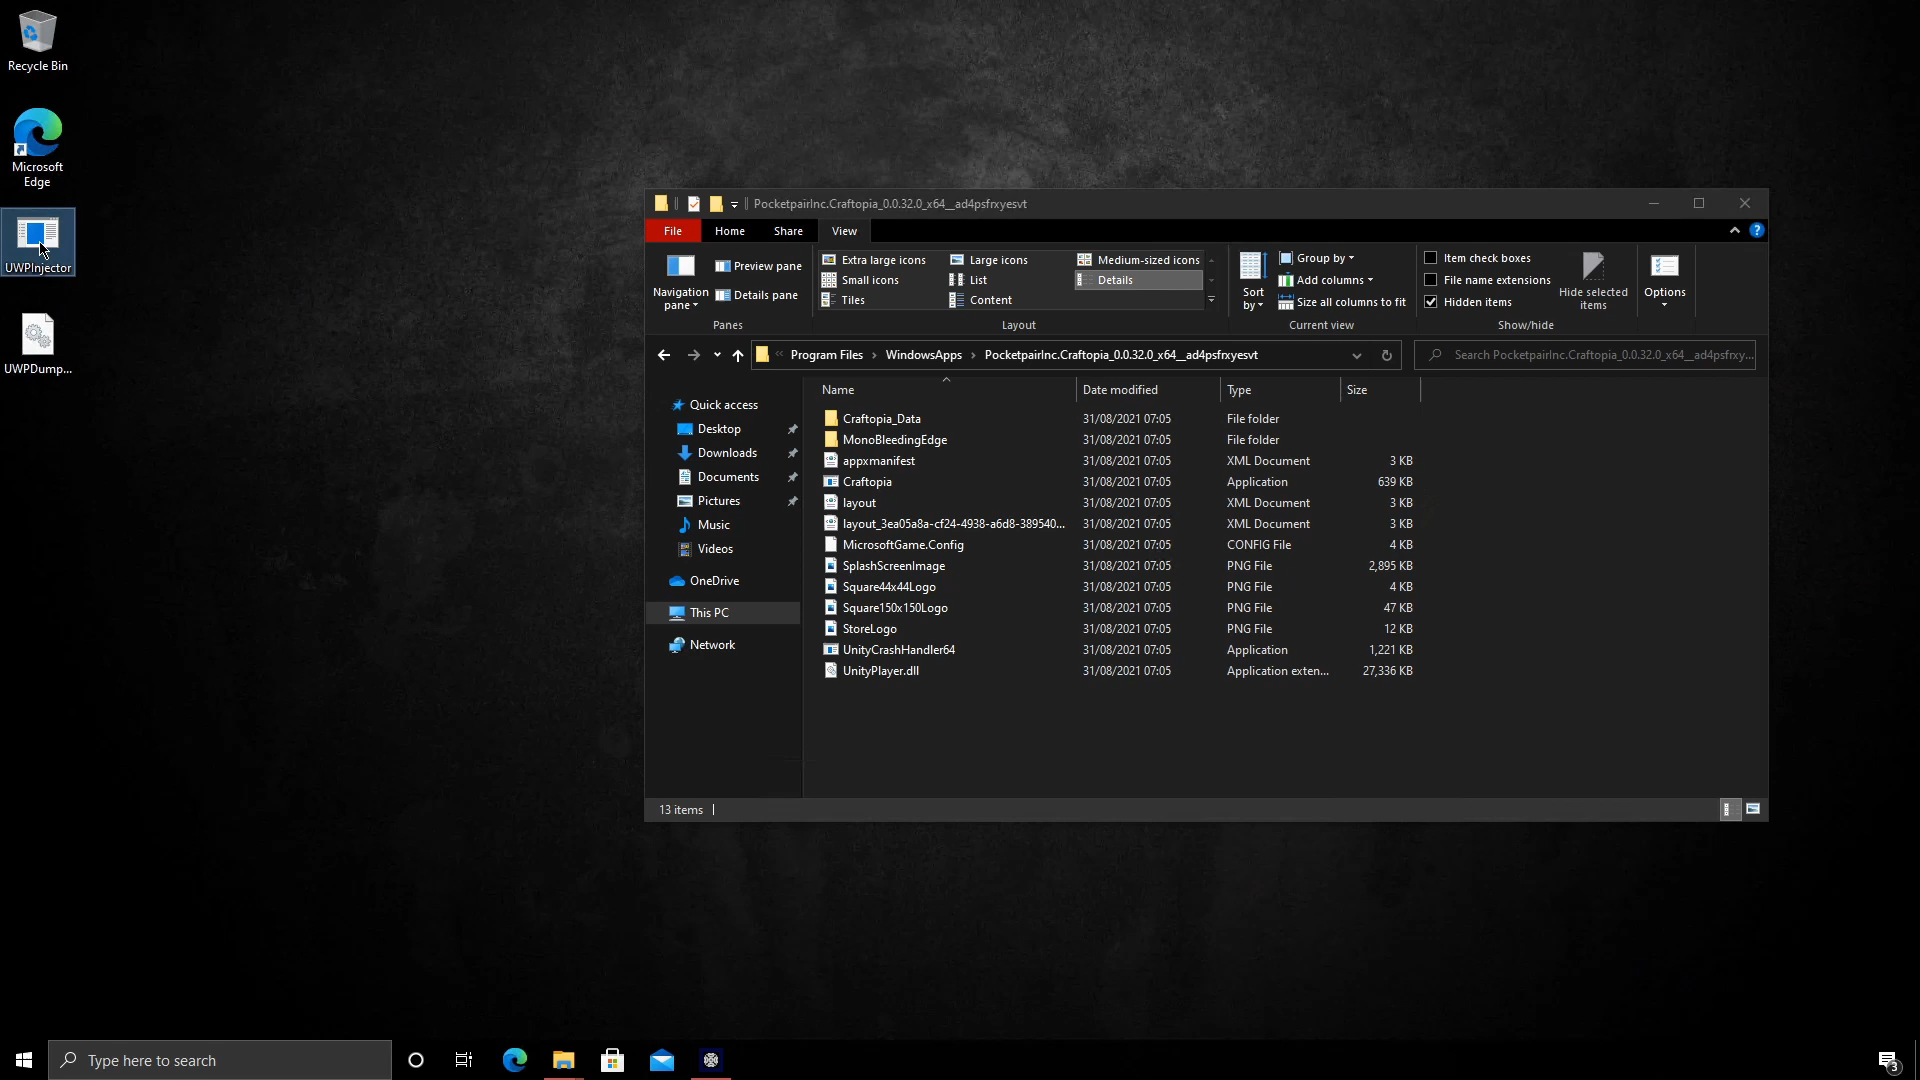 Recycle Bin
Microsoft
Edge
UWPInjector
UWPDump...
PocketpairInc.Craftopia_0.0.32.0_x64__ad4psfrxyesvt
File Home Share View
Navigation
pane
Preview pane
Details pane
Panes
Extra large icons Large icons Medium-sized icons
Small icons List Details
Tiles Content
Layout
Sort
by
Group by
Add columns
Size all columns to fit
Current view
Item check boxes
File name extensions
Hidden items
Hide selected
items
Show/hide
Options
« Program Files › WindowsApps › PocketpairInc.Craftopia_0.0.32.0_x64__ad4psfrxyesvt
Search PocketpairInc.Craftopia_0.0.32.0_x64__ad4psfrxy...
Quick access
Desktop
Downloads
Documents
Pictures
Music
Videos
OneDrive
This PC
Network
Name Date modified Type Size
Craftopia_Data 31/08/2021 07:05 File folder
MonoBleedingEdge 31/08/2021 07:05 File folder
appxmanifest 31/08/2021 07:05 XML Document 3 KB
Craftopia 31/08/2021 07:05 Application 639 KB
layout 31/08/2021 07:05 XML Document 3 KB
layout_3ea05a8a-cf24-4938-a6d8-389540... 31/08/2021 07:05 XML Document 3 KB
MicrosoftGame.Config 31/08/2021 07:05 CONFIG File 4 KB
SplashScreenImage 31/08/2021 07:05 PNG File 2,895 KB
Square44x44Logo 31/08/2021 07:05 PNG File 4 KB
Square150x150Logo 31/08/2021 07:05 PNG File 47 KB
StoreLogo 31/08/2021 07:05 PNG File 12 KB
UnityCrashHandler64 31/08/2021 07:05 Application 1,221 KB
UnityPlayer.dll 31/08/2021 07:05 Application exten... 27,336 KB
13 items
Type here to search
3